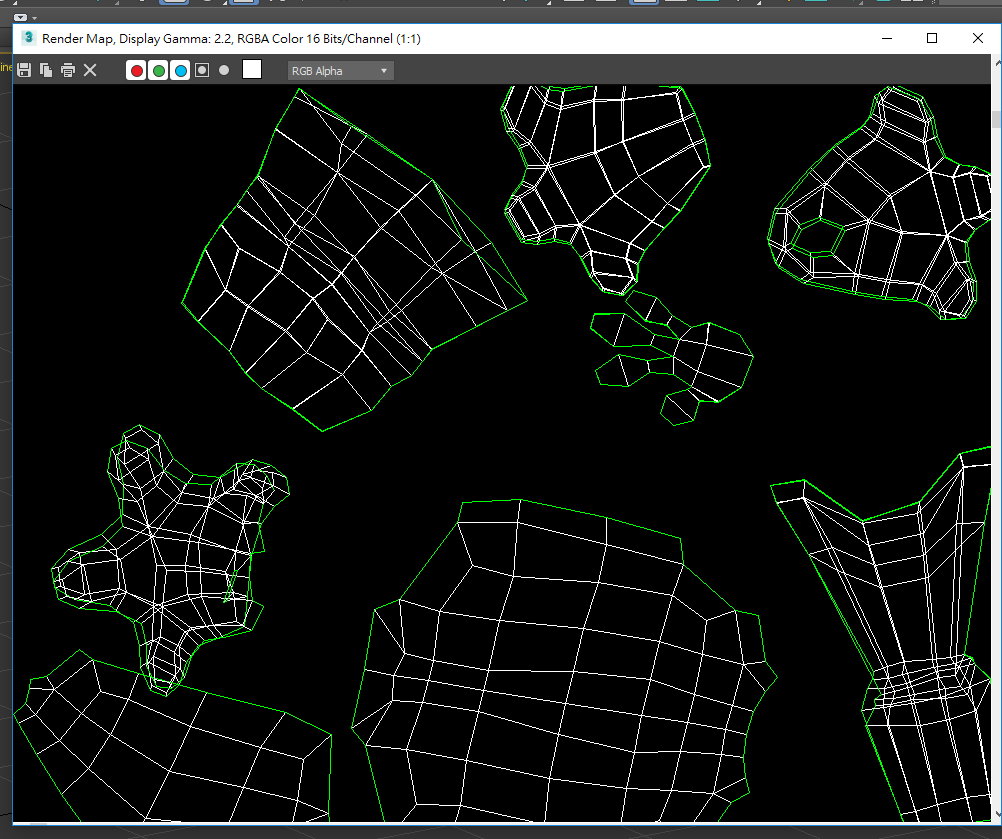 Render Map, Display Gamma: 2.2, RGBA Color 16 Bits/Channel (1:1)
RGB Alpha